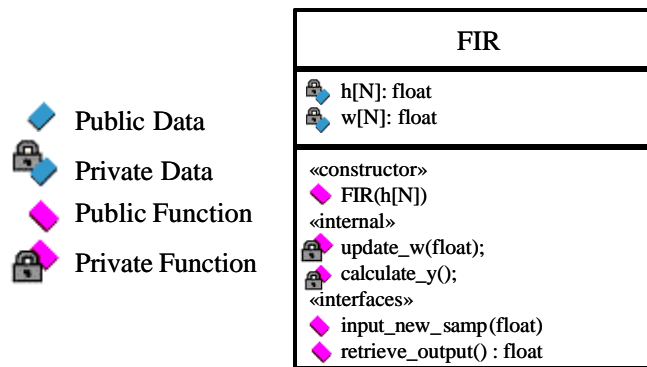 Public Data
Private Data
Public Function
Private Function
FIR
h[N]: float
w[N]: float
«constructor»
FIR(h[N])
«internal»
update_w(float);
calculate_y();
«interfaces»
input_new_samp(float)
retrieve_output() : float